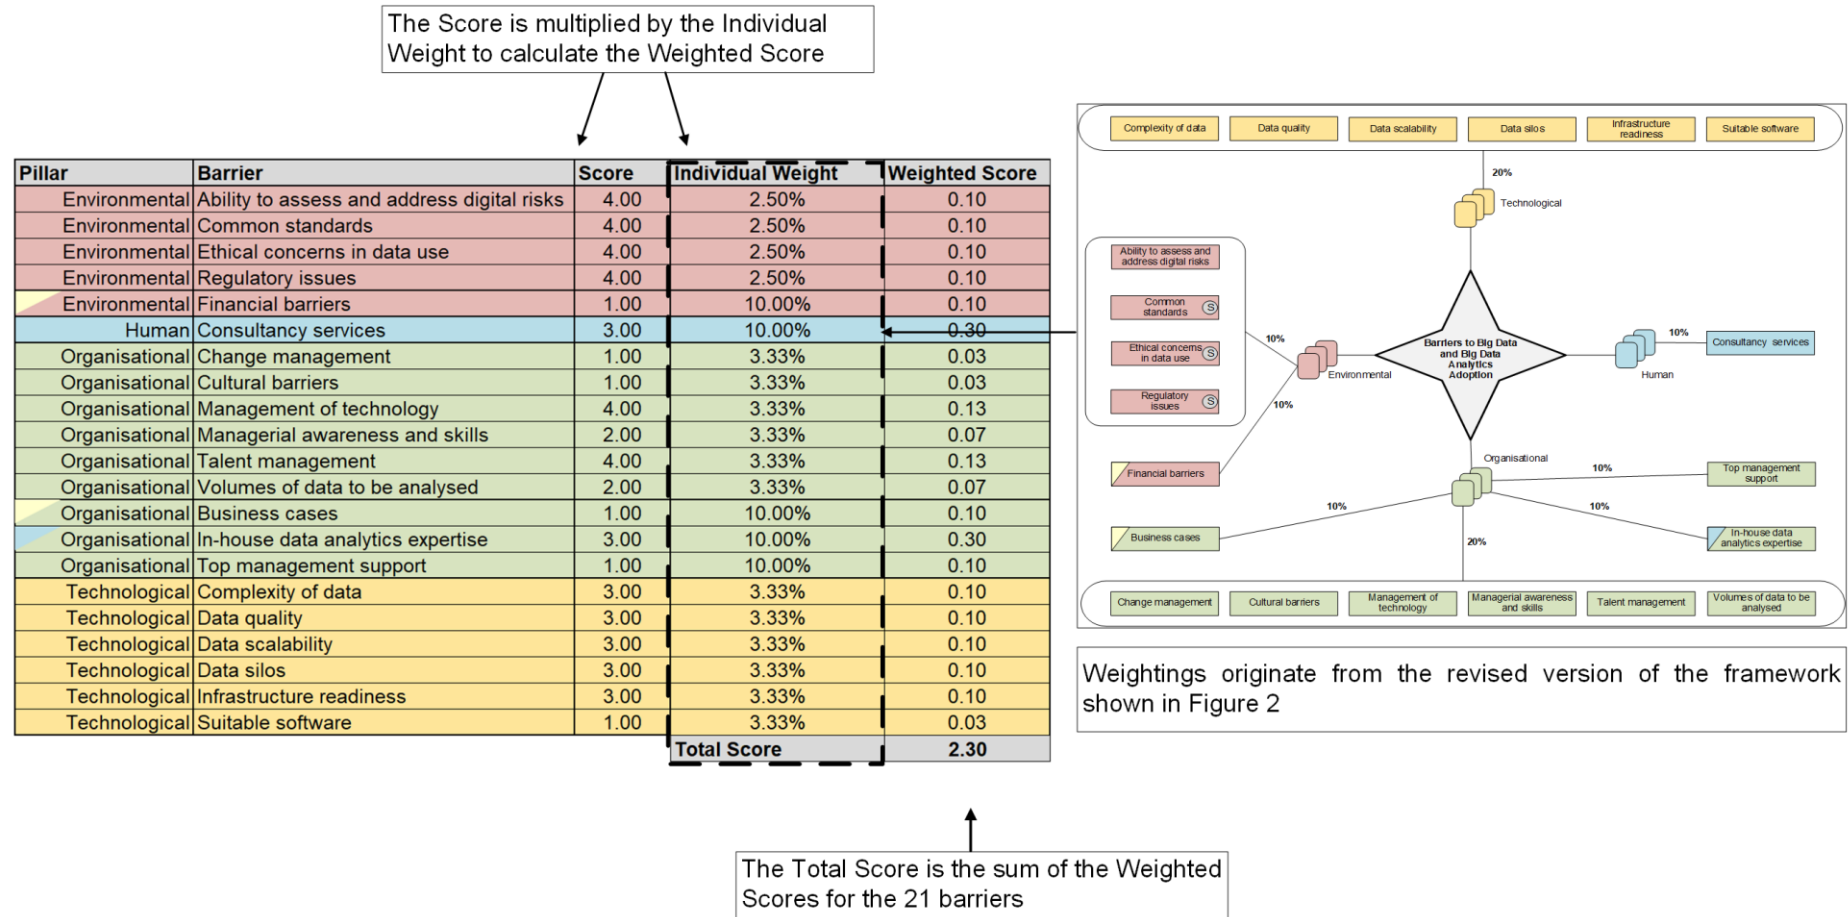 The Score is multiplied by the Individual
Weight to calculate the Weighted Score
Pillar Barrier Score Individual Weight Weighted Score
Environmental Ability to assess and address digital risks 4.00 2.50% 0.10
Environmental Common standards 4.00 2.50% 0.10
Environmental Ethical concerns in data use 4.00 2.50% 0.10
Environmental Regulatory issues 4.00 2.50% 0.10
Environmental Financial barriers 1.00 10.00% 0.10
Human Consultancy services 3.00 10.00% 0.30
Organisational Change management 1.00 3.33% 0.03
Organisational Cultural barriers 1.00 3.33% 0.03
Organisational Management of technology 4.00 3.33% 0.13
Organisational Managerial awareness and skills 2.00 3.33% 0.07
Organisational Talent management 4.00 3.33% 0.13
Organisational Volumes of data to be analysed 2.00 3.33% 0.07
Organisational Business cases 1.00 10.00% 0.10
Organisational In-house data analytics expertise 3.00 10.00% 0.30
Organisational Top management support 1.00 10.00% 0.10
Technological Complexity of data 3.00 3.33% 0.10
Technological Data quality 3.00 3.33% 0.10
Technological Data scalability 3.00 3.33% 0.10
Technological Data silos 3.00 3.33% 0.10
Technological Infrastructure readiness 3.00 3.33% 0.10
Technological Suitable software 1.00 3.33% 0.03
Total Score 2.30
Complexity of data
Data quality
Data scalability
Data silos
Infrastructure
readiness
Suitable software
20%
Technological
Ability to assess and
address digital risks
Common
standards
S
Ethical concerns
in data use
S
Regulatory
issues
S
10%
Environmental
10%
Financial barriers
Barriers to Big Data
and Big Data
Analytics
Adoption
10%
Human
Consultancy services
Organisational
10%
Top management
support
10%
Business cases
10%
In-house data
analytics expertise
20%
Change management
Cultural barriers
Management of
technology
Managerial awareness
and skills
Talent management
Volumes of data to be
analysed
Weightings originate from the revised version of the framework
shown in Figure 2
The Total Score is the sum of the Weighted
Scores for the 21 barriers